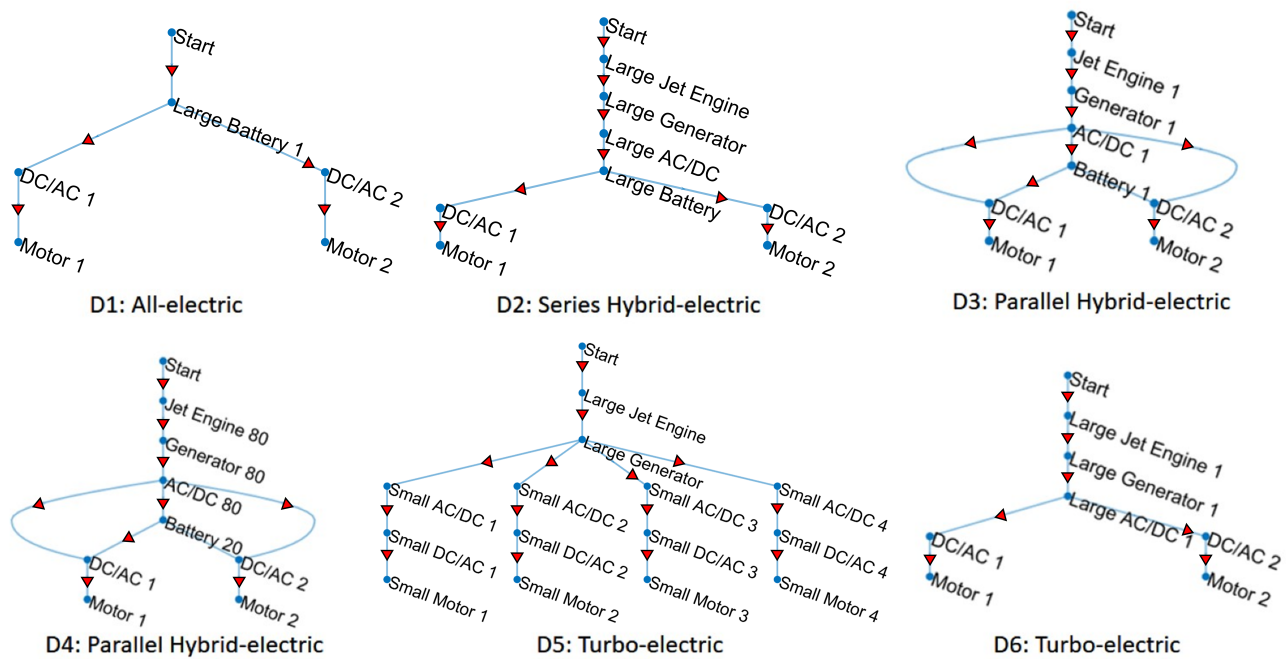 Start
Large Battery 1
DC/AC 1
DC/AC 2
Motor 1
Motor 2
D1: All-electric
Start
Large Jet Engine
Large Generator
Large AC/DC
Large Battery
DC/AC 1
DC/AC 2
Motor 1
Motor 2
D2: Series Hybrid-electric
Start
Jet Engine 1
Generator 1
AC/DC 1
Battery 1
DC/AC 1
DC/AC 2
Motor 1
Motor 2
D3: Parallel Hybrid-electric
Start
Jet Engine 80
Generator 80
AC/DC 80
Battery 20
DC/AC 1
DC/AC 2
Motor 1
Motor 2
D4: Parallel Hybrid-electric
Start
Large Jet Engine
Large Generator
Small AC/DC 1
Small AC/DC 2
Small AC/DC 3
Small AC/DC 4
Small DC/AC 1
Small DC/AC 2
Small DC/AC 3
Small DC/AC 4
Small Motor 1
Small Motor 2
Small Motor 3
Small Motor 4
D5: Turbo-electric
Start
Large Jet Engine 1
Large Generator 1
Large AC/DC 1
DC/AC 1
DC/AC 2
Motor 1
Motor 2
D6: Turbo-electric